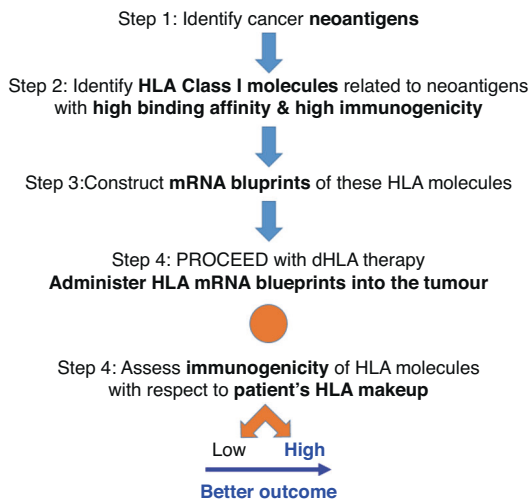 Step 1: Identify cancer neoantigens
Step 2: Identify HLA Class I molecules related to neoantigens
with high binding affinity & high immunogenicity
Step 3:Construct mRNA bluprints of these HLA molecules
Step 4: PROCEED with dHLA therapy
Administer HLA mRNA blueprints into the tumour
Step 4: Assess immunogenicity of HLA molecules
with respect to patient's HLA makeup
Low High
Better outcome